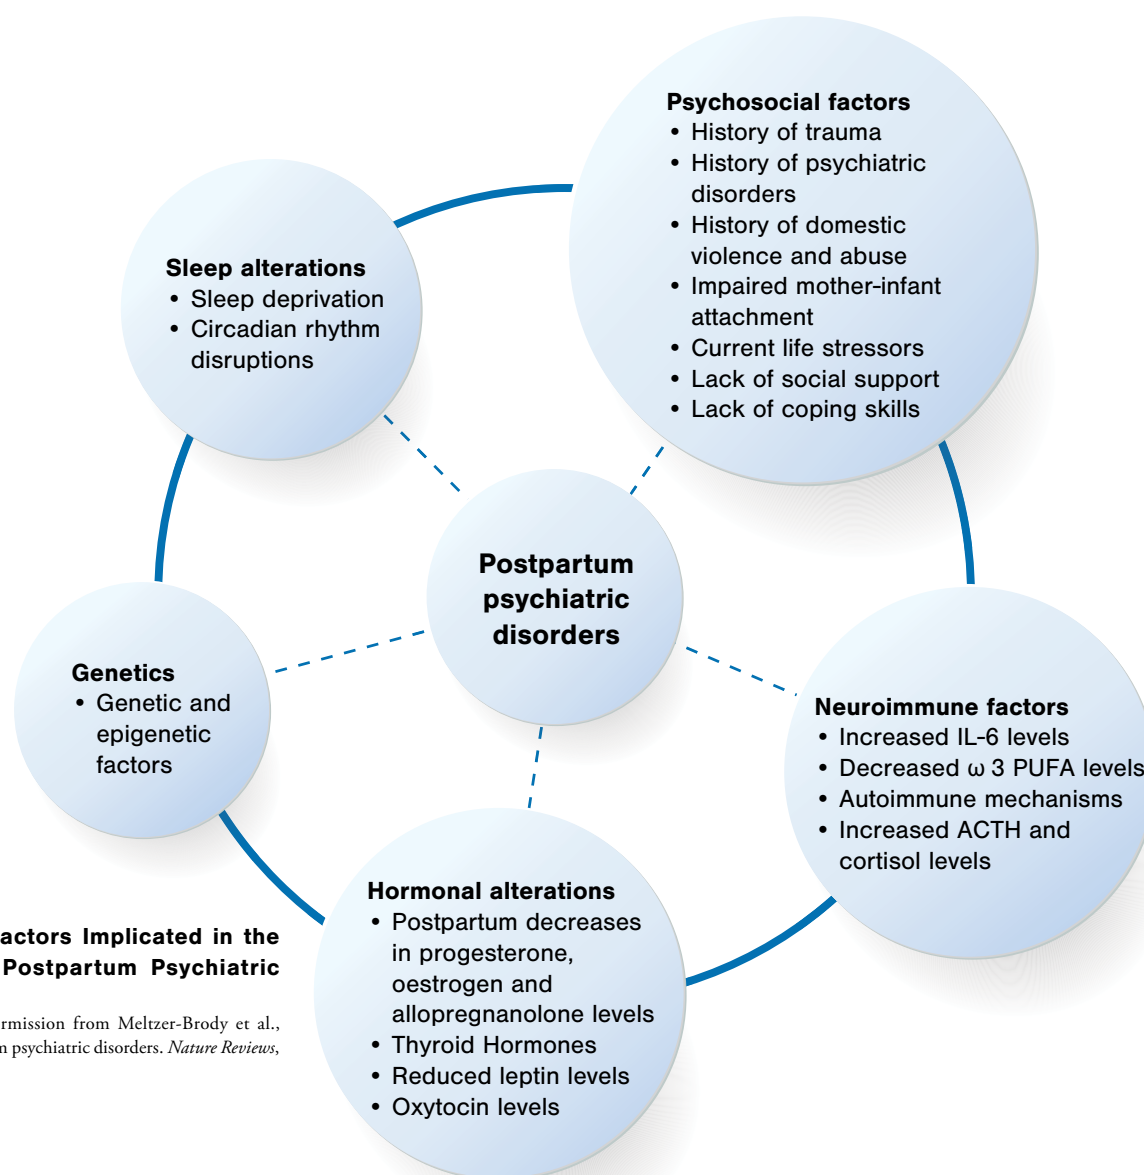 Psychosocial factors
• History of trauma
• History of psychiatric
disorders
• History of domestic
violence and abuse
• Impaired mother-infant
attachment
• Current life stressors
• Lack of social support
• Lack of coping skills
Sleep alterations
• Sleep deprivation
• Circadian rhythm
disruptions
Postpartum
psychiatric
disorders
Genetics
• Genetic and
epigenetic
factors
Neuroimmune factors
• Increased IL-6 levels
• Decreased ω 3 PUFA levels
• Autoimmune mechanisms
• Increased ACTH and
cortisol levels
Hormonal alterations
• Postpartum decreases
in progesterone,
oestrogen and
allopregnanolone levels
• Thyroid Hormones
• Reduced leptin levels
• Oxytocin levels
actors Implicated in the
Postpartum Psychiatric
rmission from Meltzer-Brody et al.,
m psychiatric disorders. Nature Reviews,